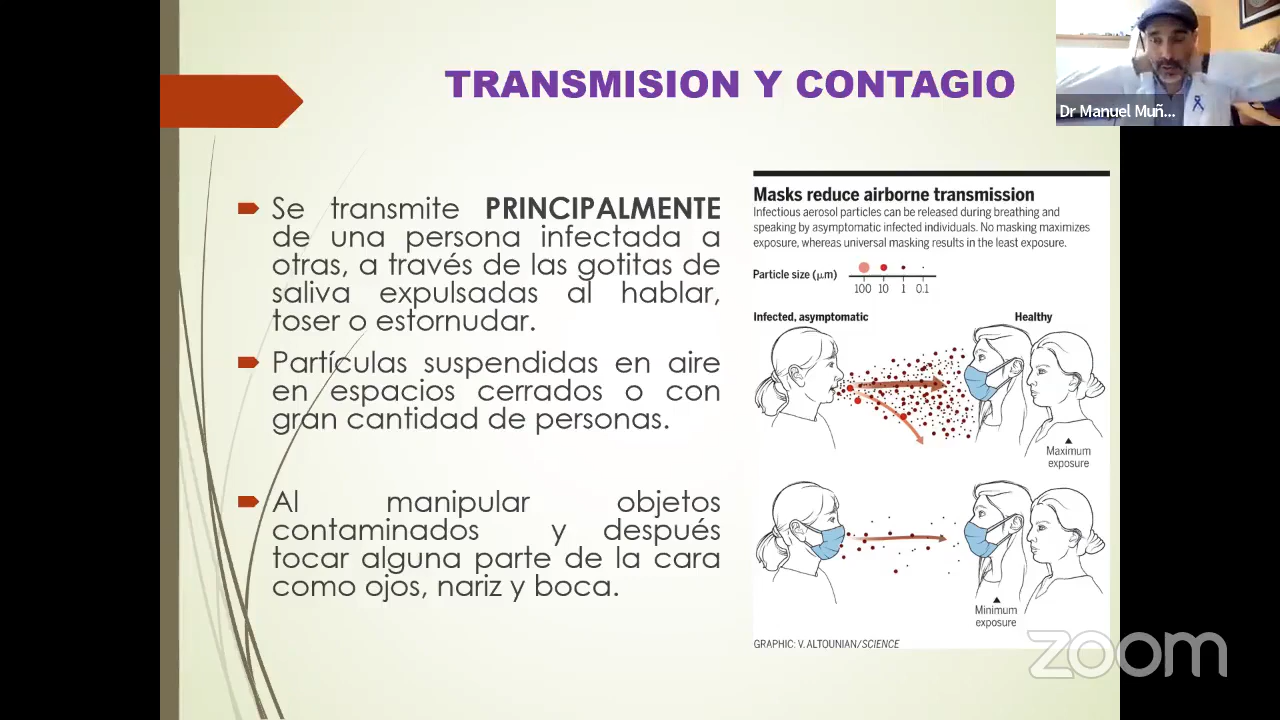 TRANSMISION Y CONTAGIO
Dr Manuel Muñ...
Se transmite PRINCIPALMENTE
de una persona infectada a
otras, a través de las gotitas de
saliva expulsadas al hablar,
toser o estornudar.
Partículas suspendidas en aire
en espacios cerrados o con
gran cantidad de personas.
Al manipular objetos
contaminados y después
tocar alguna parte de la cara
como ojos, nariz y boca.
Masks reduce airborne transmission
Infectious aerosol particles can be released during breathing and
speaking by asymptomatic infected individuals. No masking maximizes
exposure, whereas universal masking results in the least exposure.
Particle size (μm)
100 10 1 0.1
Infected, asymptomatic
Healthy
Maximum
exposure
Minimum
exposure
GRAPHIC: V. ALTOUNIAN/SCIENCE
zoom